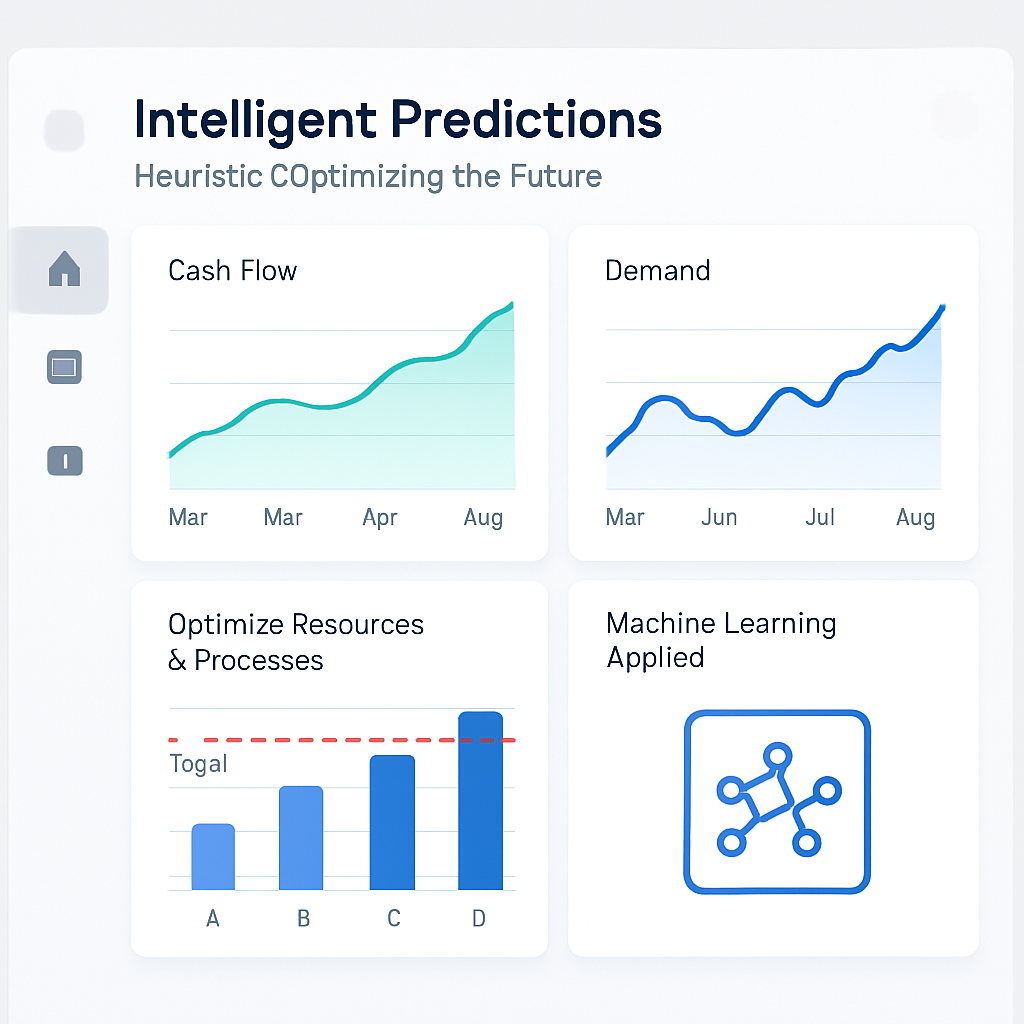 Intelligent Predictions
Heuristic COptimizing the Future
Cash Flow
Mar Mar Apr Aug
Demand
Mar Jun Jul Aug
Optimize Resources
& Processes
Togal
A B C D
Machine Learning
Applied